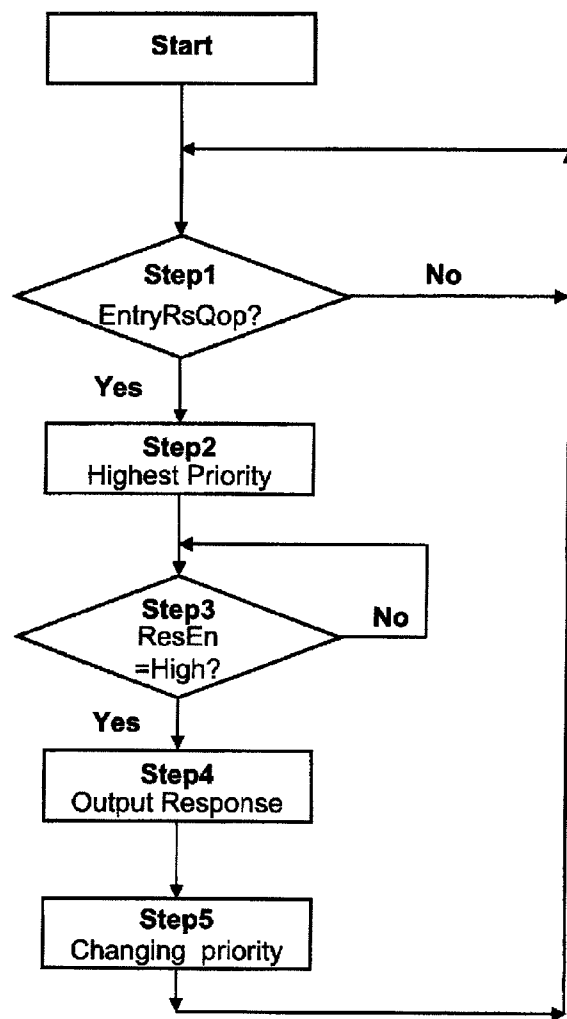 Start
Step1
EntryRsQop?
No
Yes
Step2
Highest Priority
Step3
ResEn
=High?
No
Yes
Step4
Output Response
Step5
Changing priority